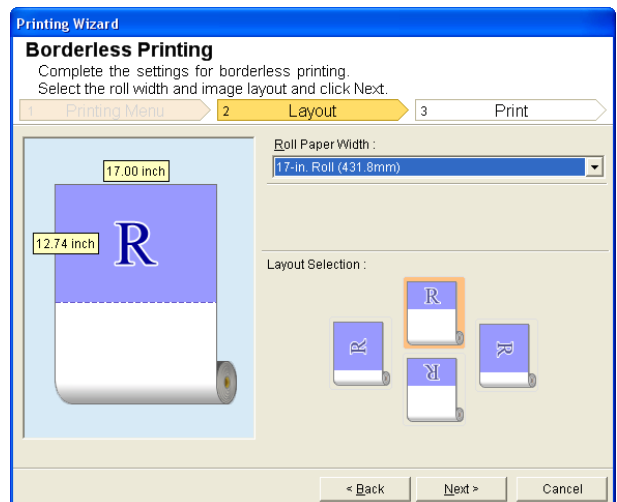 Printing Wizard
Borderless Printing
Complete the settings for borderless printing.
Select the roll width and image layout and click Next.
1 Printing Menu 2 Layout 3 Print
Roll Paper Width :
17-in. Roll (431.8mm)
17.00 inch
12.74 inch
R
Layout Selection :
R
R
R
R
< Back Next > Cancel